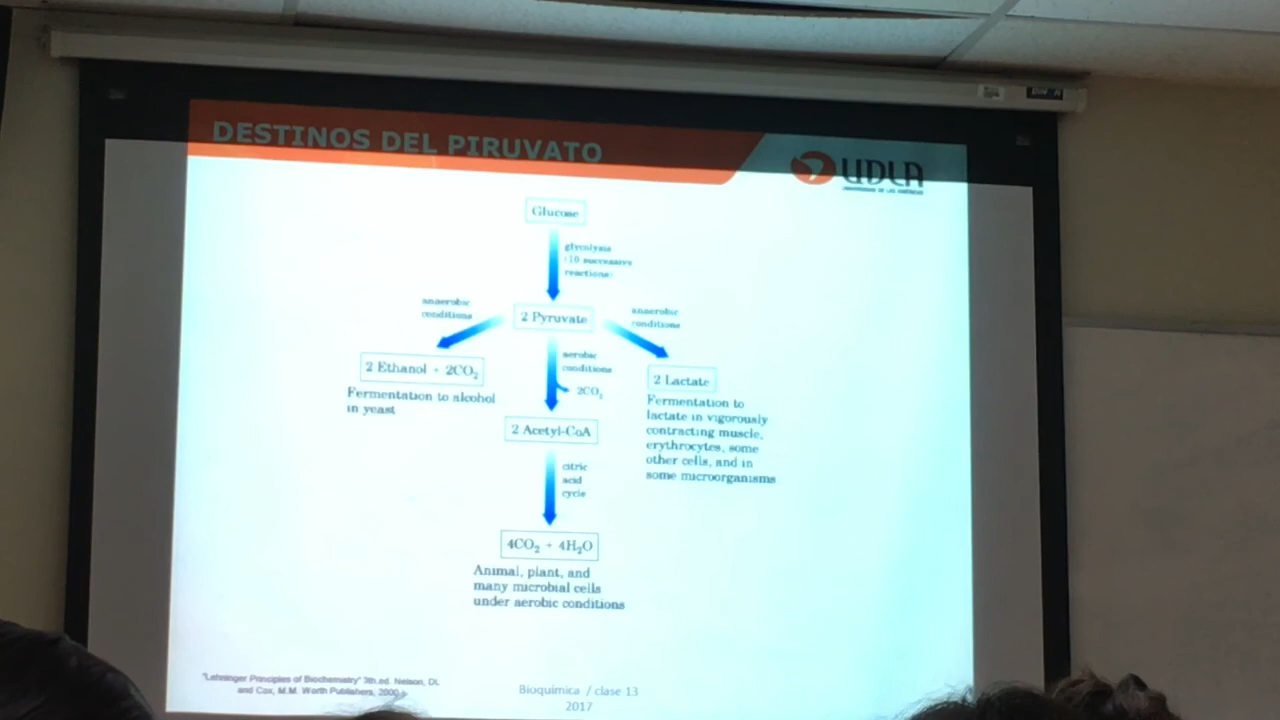 DESTINOS DEL PIRUVATO
UDLA
UNIVERSIDAD DE LAS AMÉRICAS
Glucose
glycolysis
(10 successive
reactions)
anaerobic
conditions
2 Pyruvate
anaerobic
conditions
2 Ethanol + 2CO₂
Fermentation to alcohol
in yeast
aerobic
conditions
2CO₂
2 Lactate
Fermentation to
lactate in vigorously
contracting muscle,
erythrocytes, some
other cells, and in
some microorganisms
2 Acetyl-CoA
citric
acid
cycle
4CO₂ + 4H₂O
Animal, plant, and
many microbial cells
under aerobic conditions
"Lehninger Principles of Biochemistry" 3th.ed. Nelson, DL
and Cox, M.M. Worth Publishers, 2000
Bioquímica / clase 13
2017